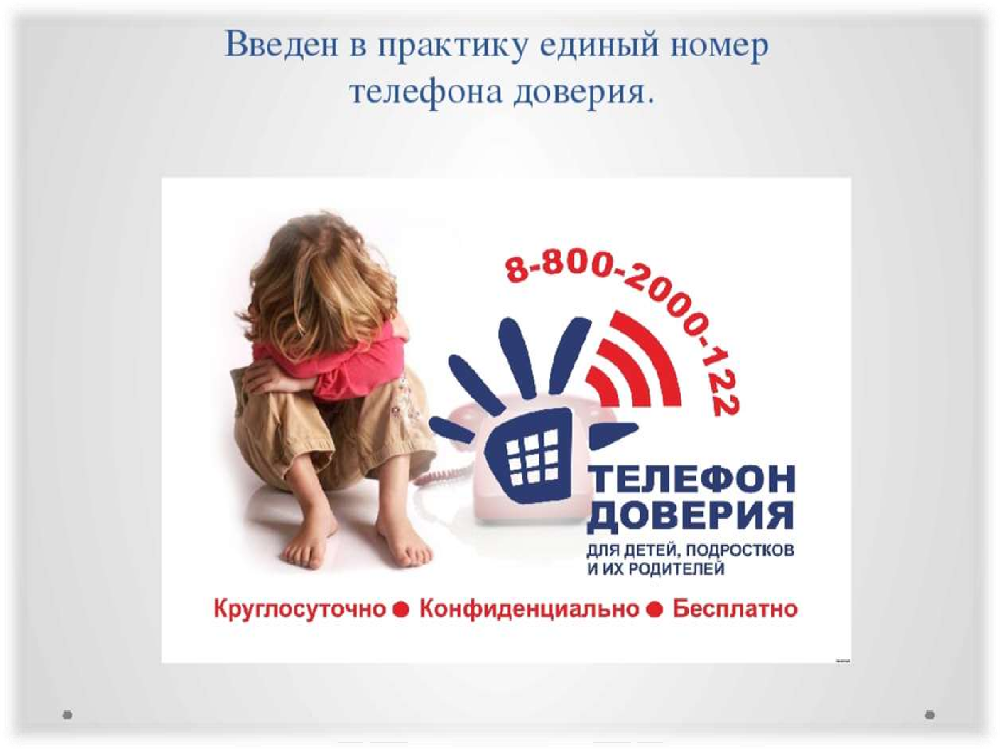 Введен в практику единый номер
телефона доверия.
8-800-2000-122
ТЕЛЕФОН
ДОВЕРИЯ
ДЛЯ ДЕТЕЙ, ПОДРОСТКОВ
И ИХ РОДИТЕЛЕЙ
Круглосуточно ● Конфиденциально ● Бесплатно